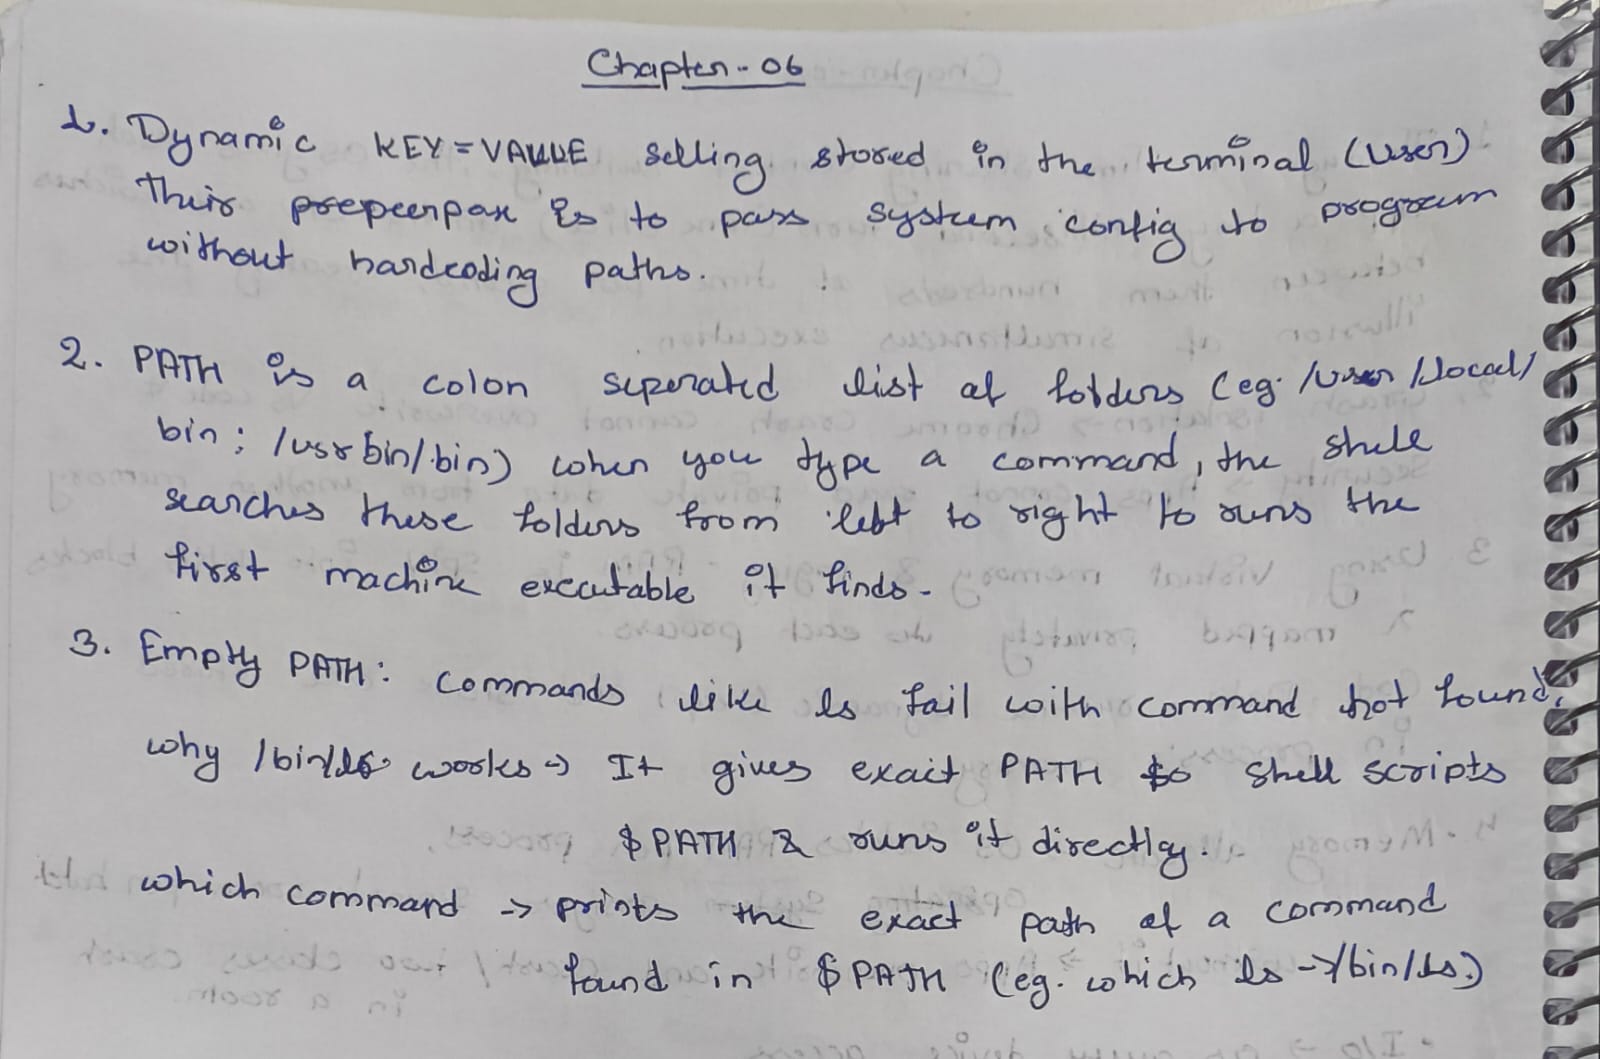 Chapter-06
1. Dynamic KEY=VALUE selling stored in the terminal (User)
Their is to pass system config to program
without hardcoding paths.
2. PATH is a colon seperated list of folders (eg. /user/local/
bin: /usr bin/bin) when you type a command, the shell
searches these folders from left to right to runs the
first machine executable it finds.
3. Empty PATH: Commands like ls fail with command not found.
why /bin/ls works → It gives exact PATH so shell scripts
$PATH & runs it directly.
which command → prints the exact path of a command
found in $PATH (eg. which ls → /bin/ls)